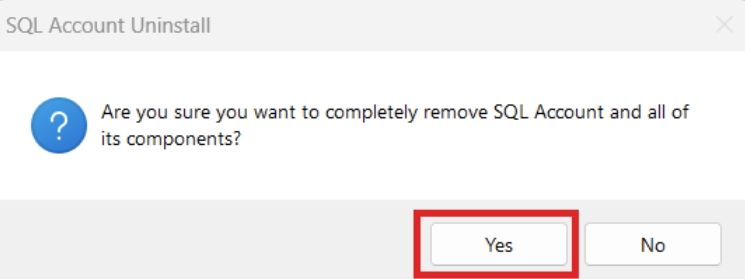 SQL Account Uninstall
Are you sure you want to completely remove SQL Account and all of
its components?
Yes
No